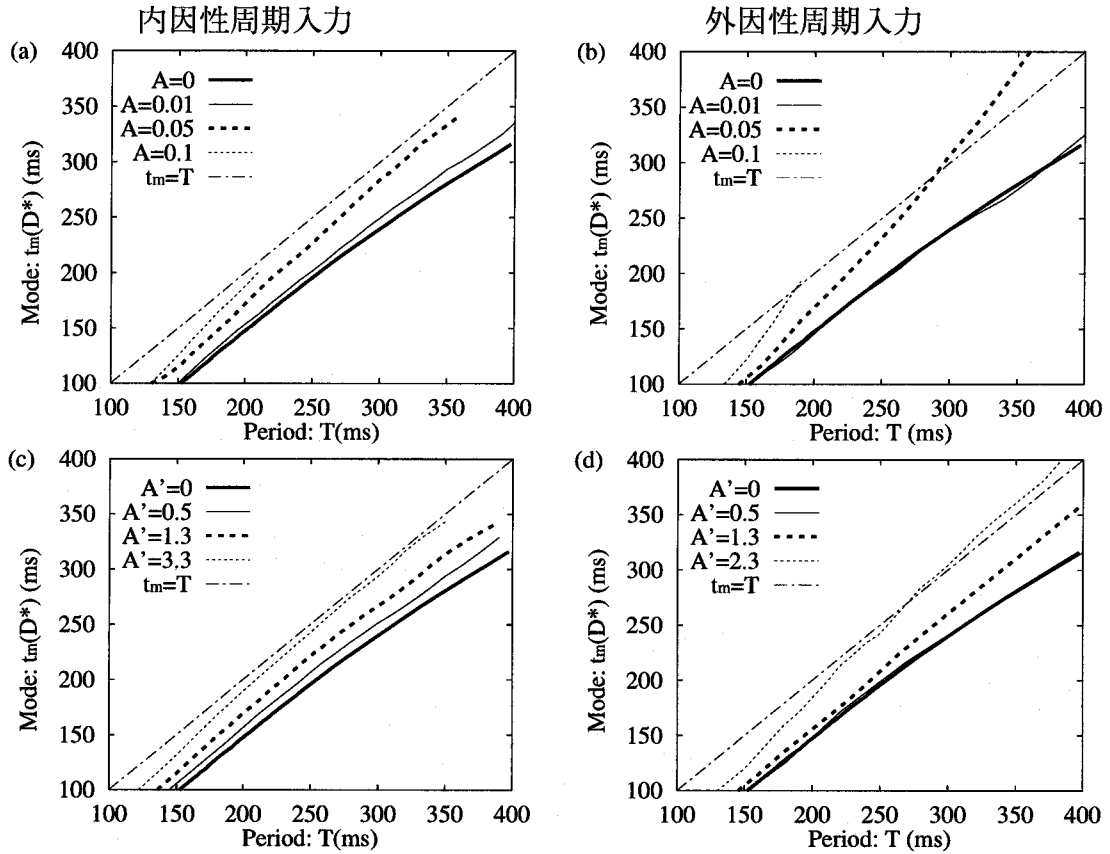 内因性周期入力
外因性周期入力
(a)
400
350
300
250
200
150
100
Mode: tm(D*) (ms)
A=0
A=0.01
A=0.05
A=0.1
tm=T
100 150 200 250 300 350 400
Period: T(ms)
(b)
400
350
300
250
200
150
100
Mode: tm(D*) (ms)
A=0
A=0.01
A=0.05
A=0.1
tm=T
100 150 200 250 300 350 400
Period: T (ms)
(c)
400
350
300
250
200
150
100
Mode: tm(D*) (ms)
A'=0
A'=0.5
A'=1.3
A'=3.3
tm=T
100 150 200 250 300 350 400
Period: T(ms)
(d)
400
350
300
250
200
150
100
Mode: tm(D*) (ms)
A'=0
A'=0.5
A'=1.3
A'=2.3
tm=T
100 150 200 250 300 350 400
Period: T (ms)